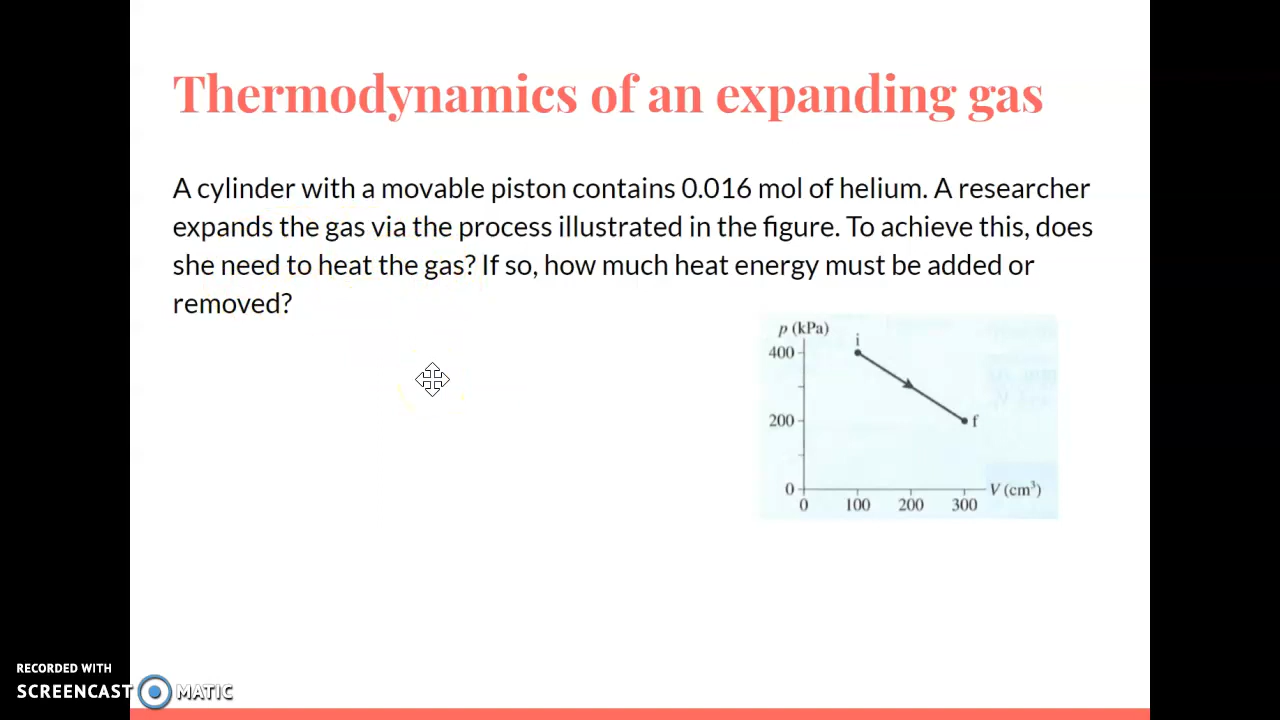 Thermodynamics of an expanding gas
A cylinder with a movable piston contains 0.016 mol of helium. A researcher
expands the gas via the process illustrated in the figure. To achieve this, does
she need to heat the gas? If so, how much heat energy must be added or
removed?
p (kPa)
i
400
200
f
0
V (cm³)
0 100 200 300
RECORDED WITH
SCREENCAST MATIC